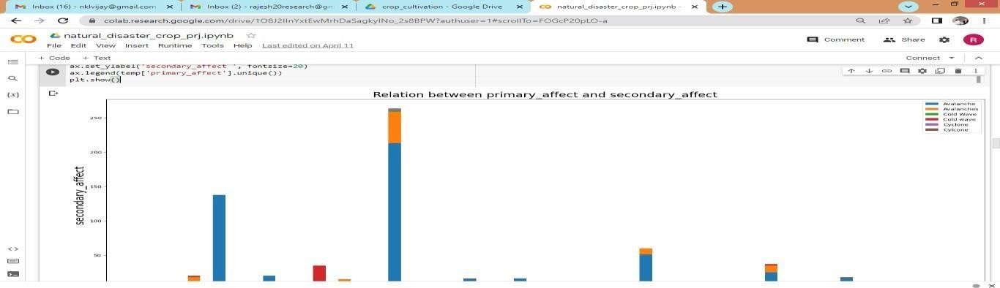 Inbox (16) - nklvijay@gmail.com
Inbox (2) - rajesh20research@gm
crop_cultivation - Google Drive
natural_disaster_crop_prj.ipynb -
colab.research.google.com/drive/1O8J2IInYxtEwMrhDaSagkyINo_2s8BPW?authuser=1#scrollTo=FOGcP20pLO-a
natural_disaster_crop_prj.ipynb
Comment
Share
R
File Edit View Insert Runtime Tools Help Last edited on April 11
+ Code + Text
Connect
ax.set_ylabel('secondary_affect ', fontsize=20)
ax.legend(temp['primary_affect'].unique())
plt.show()
{x}
Relation between primary_affect and secondary_affect
Avalanche
Avalanches
Cold Wave
Cold wave
Cyclone
Cylcone
250
200
150
100
50
secondary_affect